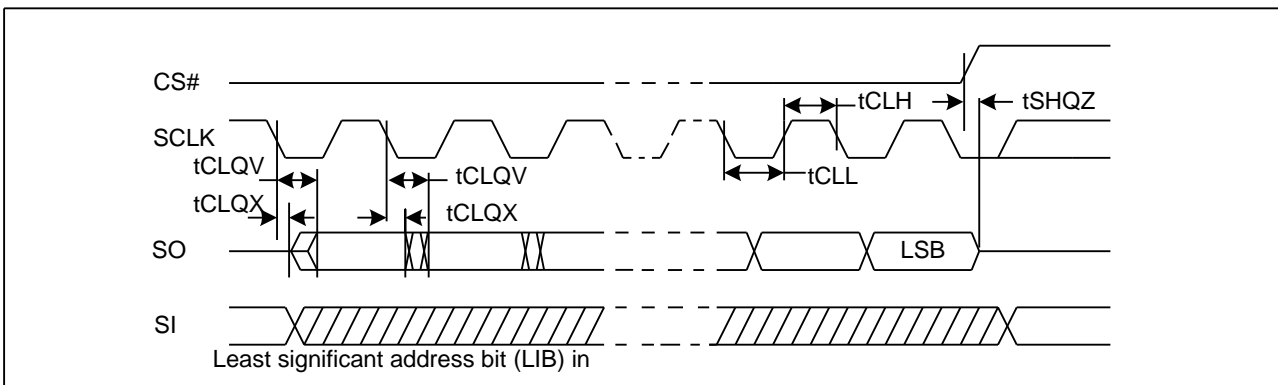 CS#
tCLH
tSHQZ
SCLK
tCLQV
tCLQV
tCLL
tCLQX
tCLQX
SO
LSB
SI
Least significant address bit (LIB) in